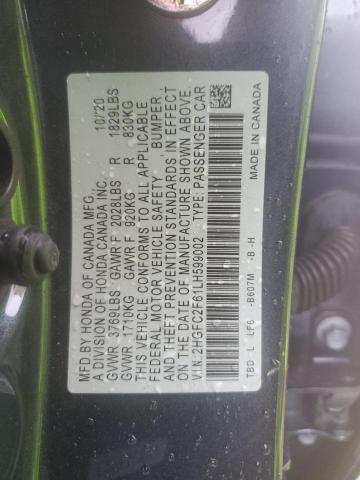 MFD BY HONDA OF CANADA MFG. 10/20
A DIVISION OF HONDA CANADA INC.
GVWR 3769LBS GAWR F 2028LBS R 1829LBS
GVWR 1710KG GAWR F 920KG R 830KG
THIS VEHICLE CONFORMS TO ALL APPLICABLE
FEDERAL MOTOR VEHICLE SAFETY, BUMPER,
AND THEFT PREVENTION STANDARDS IN EFFECT
ON THE DATE OF MANUFACTURE SHOWN ABOVE.
V.I.N.: 2HGFC2F61LH599002 TYPE: PASSENGER CAR
MADE IN CANADA
TBD L LF6 -B607M -B -H